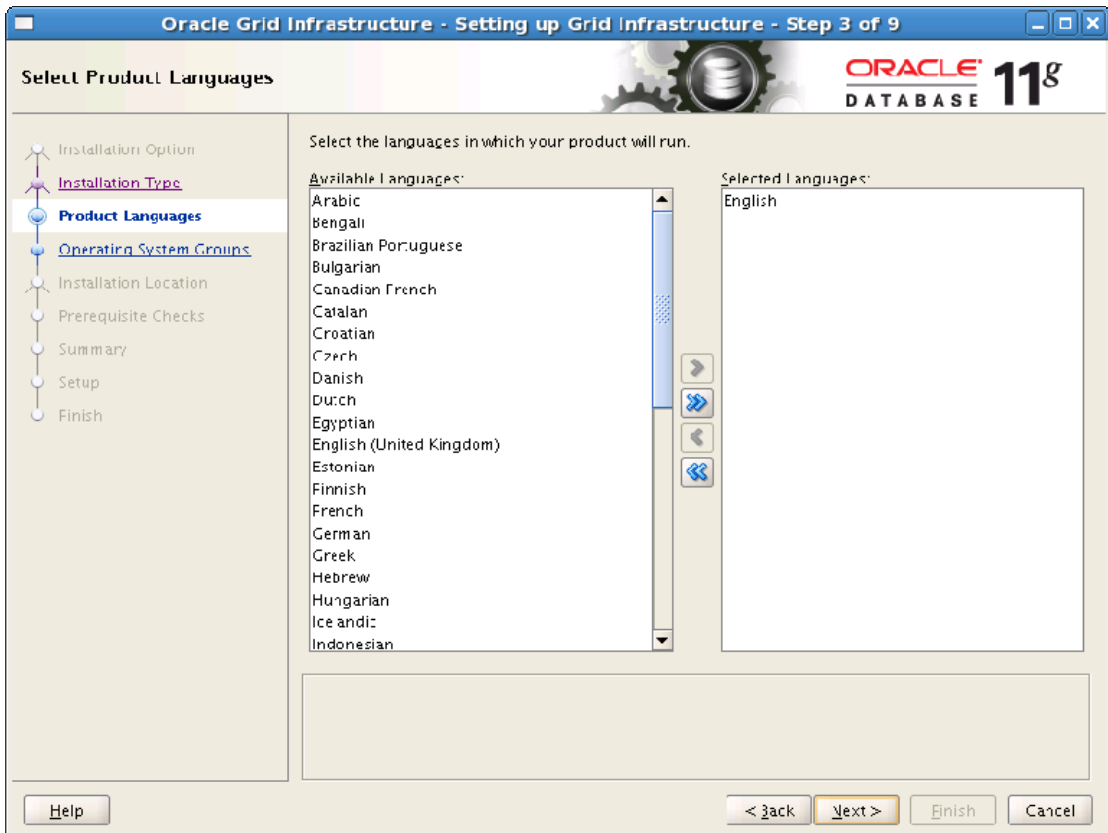 Oracle Grid Infrastructure - Setting up Grid Infrastructure - Step 3 of 9
Select Product Languages
ORACLE
DATABASE
11g
Installation Option
Installation Type
Product Languages
Operating System Groups
Installation Location
Prerequisite Checks
Summary
Setup
Finish
Select the languages in which your product will run.
Available Languages:
Arabic
Bengali
Brazilian Portuguese
Bulgarian
Canadian French
Catalan
Croatian
Czech
Danish
Dutch
Egyptian
English (United Kingdom)
Estonian
Finnish
French
German
Greek
Hebrew
Hungarian
Icelandic
Indonesian
Selected Languages:
English
Help
< Back
Next >
Finish
Cancel